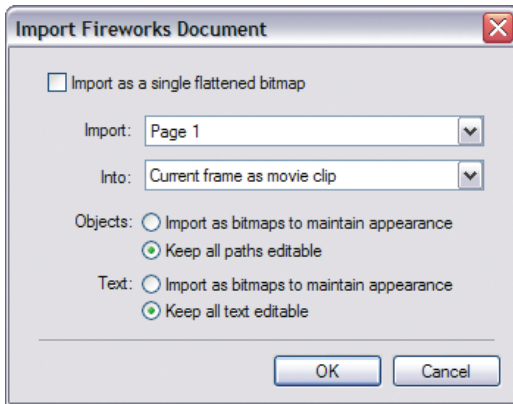 Import Fireworks Document
Import as a single flattened bitmap
Import: Page 1
Into: Current frame as movie clip
Objects: Import as bitmaps to maintain appearance
Keep all paths editable
Text: Import as bitmaps to maintain appearance
Keep all text editable
OK Cancel